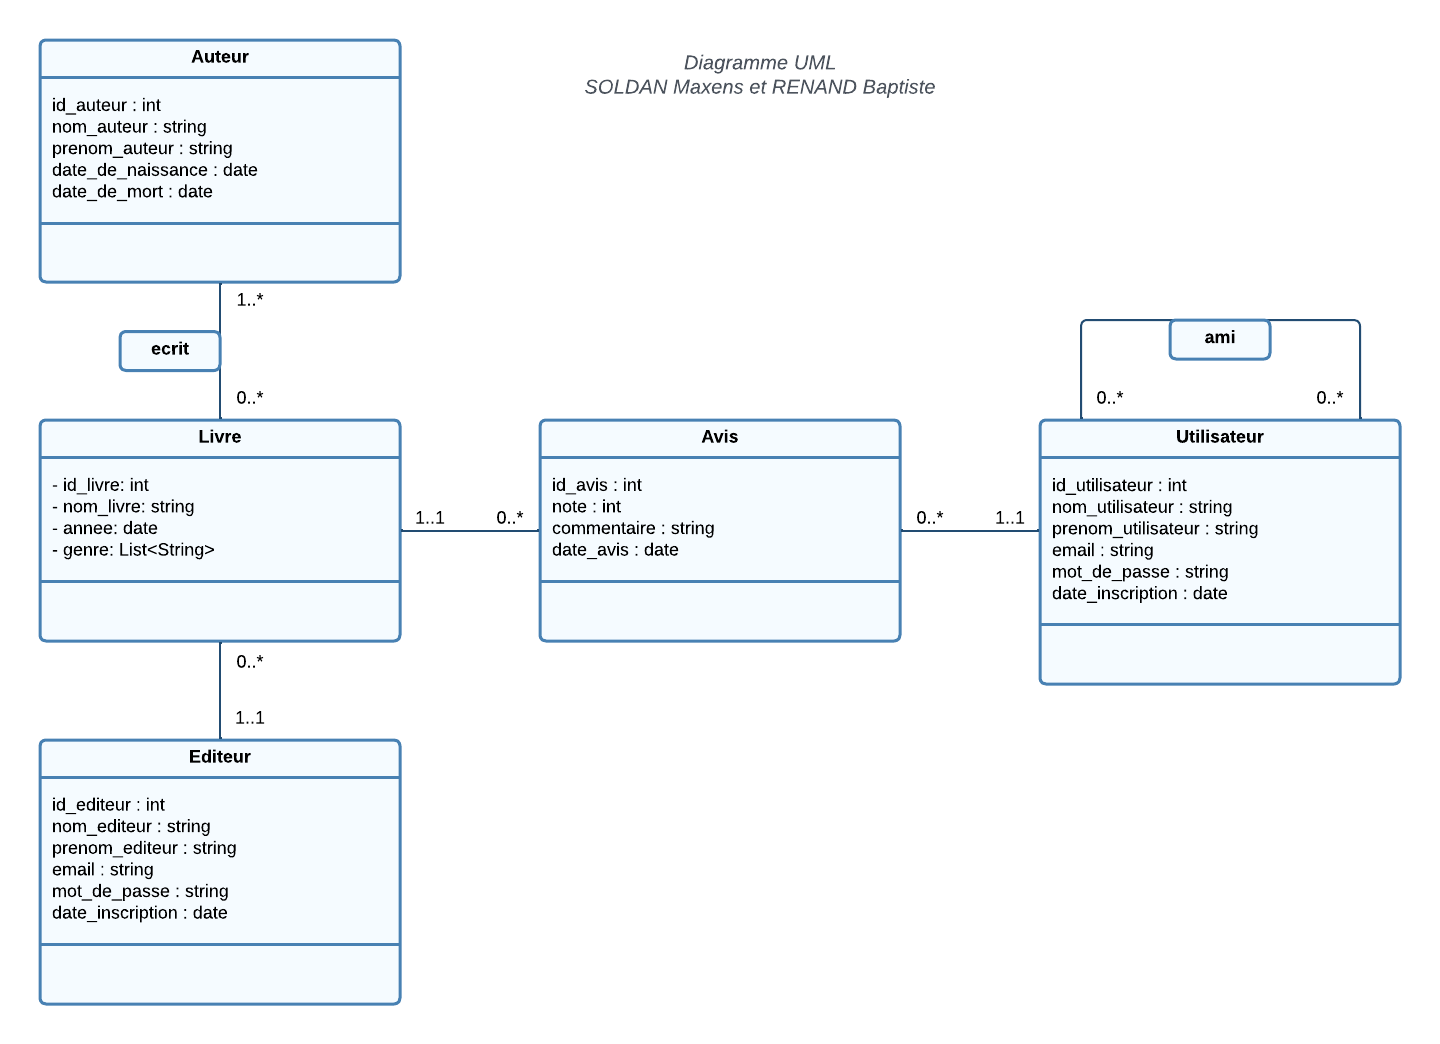 Diagramme UML
SOLDAN Maxens et RENAND Baptiste
Auteur
id_auteur : int
nom_auteur : string
prenom_auteur : string
date_de_naissance : date
date_de_mort : date
1..*
ecrit
0..*
ami
0..* 0..*
Livre
- id_livre: int
- nom_livre: string
- annee: date
- genre: List<String>
1..1 0..*
Avis
id_avis : int
note : int
commentaire : string
date_avis : date
0..* 1..1
Utilisateur
id_utilisateur : int
nom_utilisateur : string
prenom_utilisateur : string
email : string
mot_de_passe : string
date_inscription : date
0..*
1..1
Editeur
id_editeur : int
nom_editeur : string
prenom_editeur : string
email : string
mot_de_passe : string
date_inscription : date